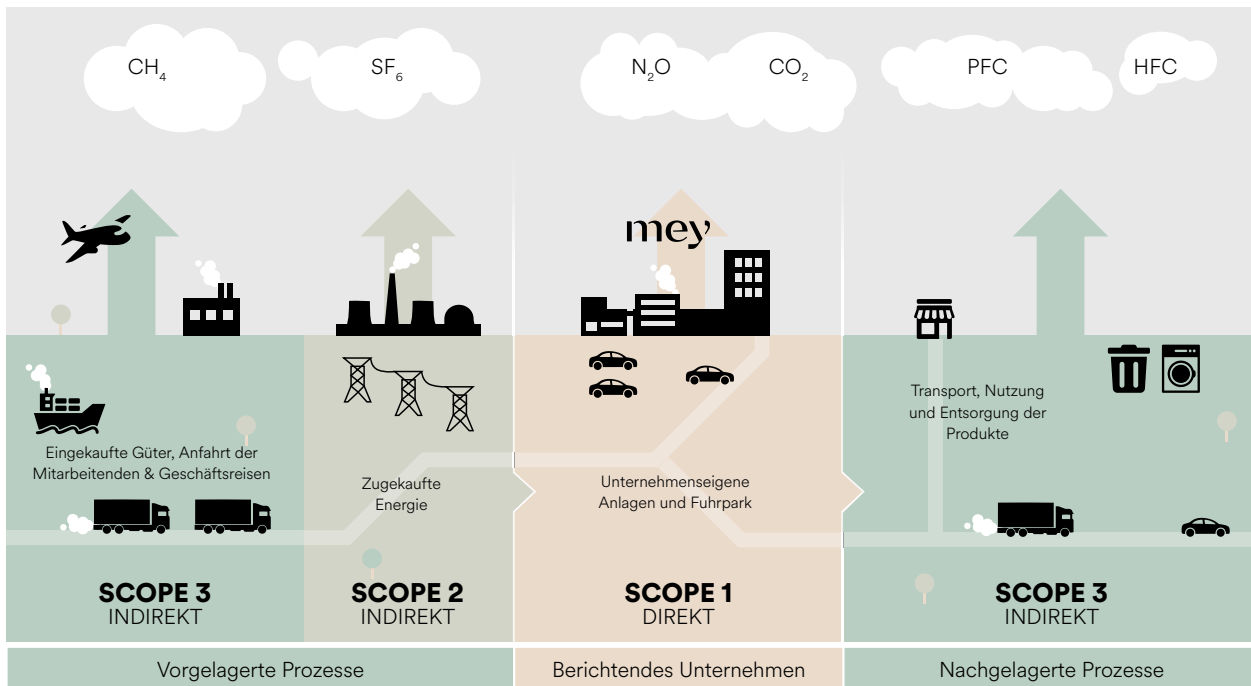 CH₄
SF₆
N₂O
CO₂
PFC
HFC
mey
Eingekaufte Güter, Anfahrt der
Mitarbeitenden & Geschäftsreisen
Zugekaufte
Energie
Unternehmenseigene
Anlagen und Fuhrpark
Transport, Nutzung
und Entsorgung der
Produkte
SCOPE 3
INDIREKT
SCOPE 2
INDIREKT
SCOPE 1
DIREKT
SCOPE 3
INDIREKT
Vorgelagerte Prozesse
Berichtendes Unternehmen
Nachgelagerte Prozesse